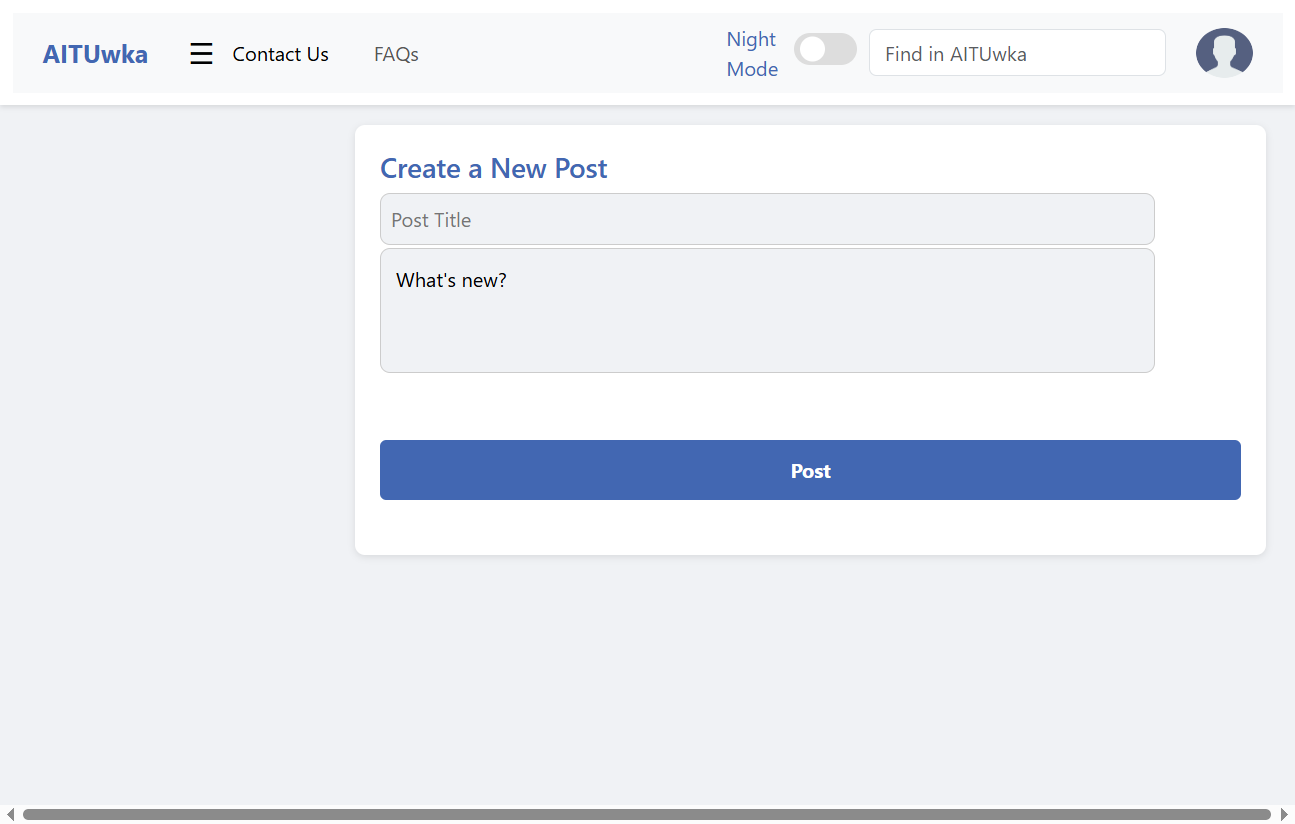 AITUwka
☰ Contact Us
FAQs
Night
Mode
Find in AITUwka
Create a New Post
Post Title
What's new?
Post